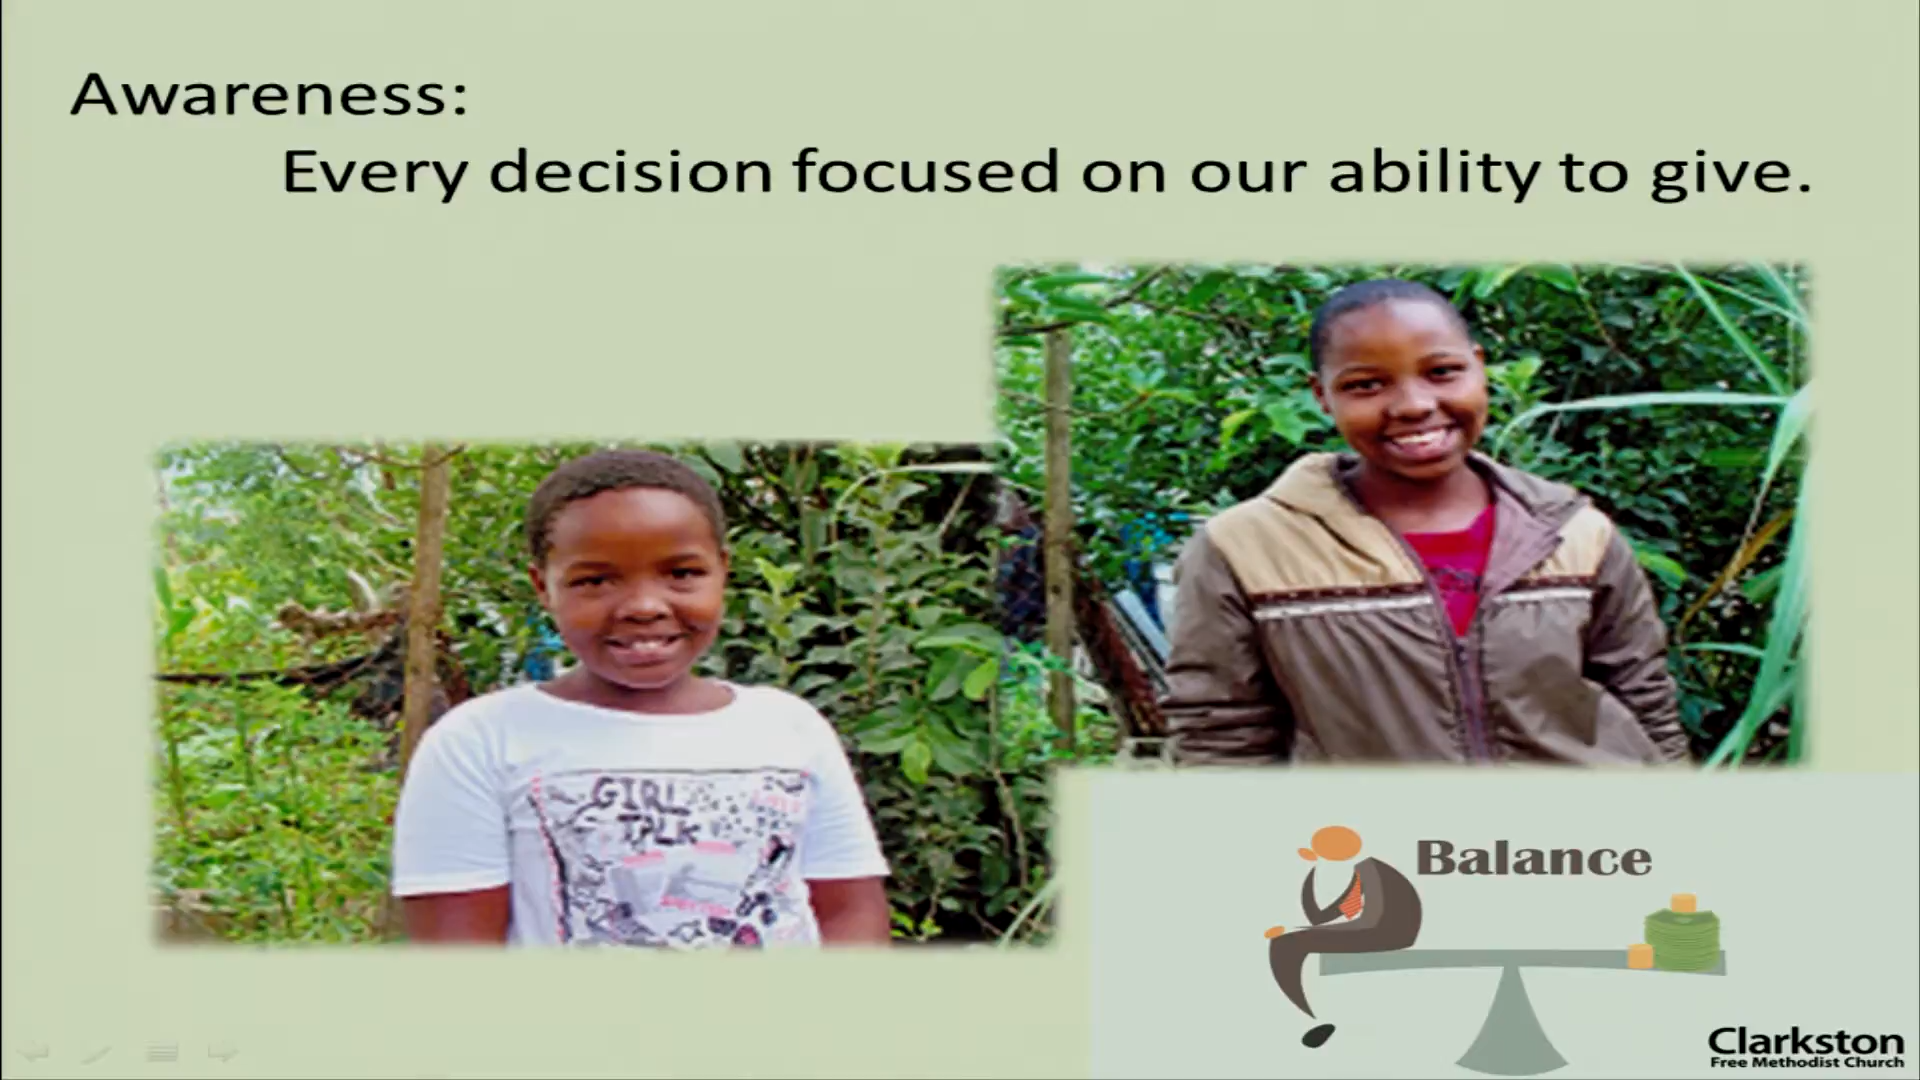 Awareness:
Every decision focused on our ability to give.
GIRL
TALK
Balance
Clarkston
Free Methodist Church